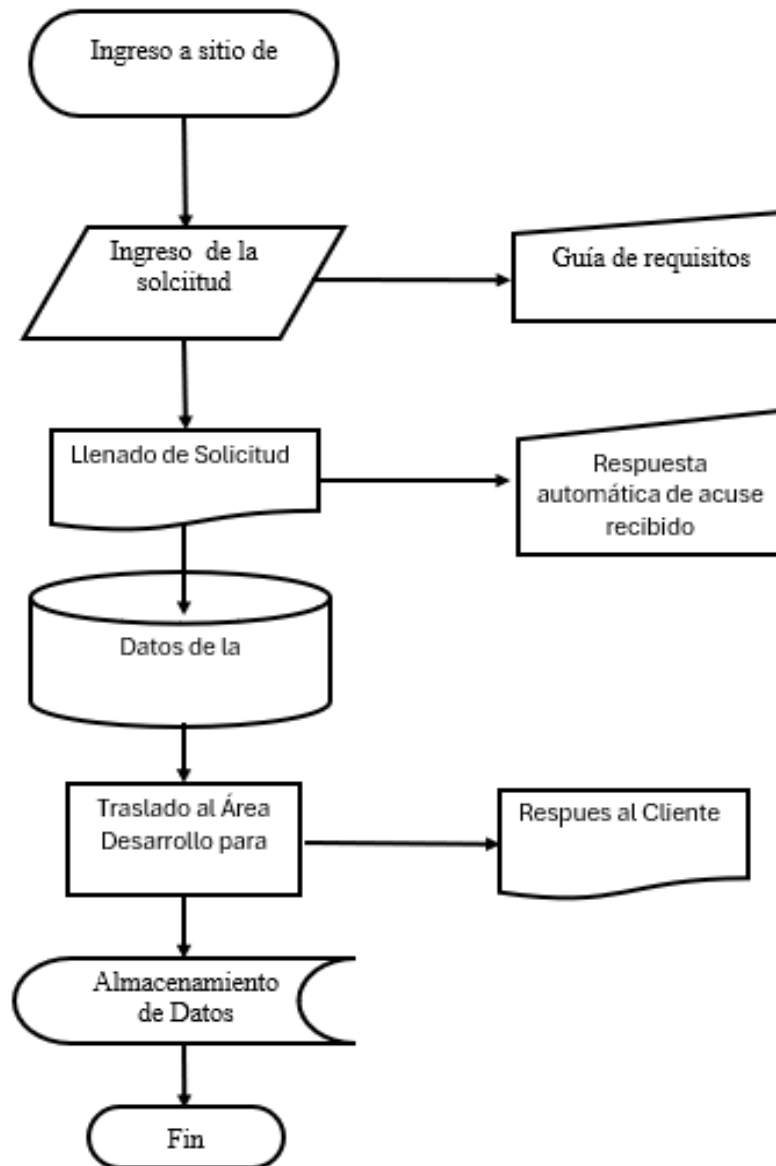 Ingreso a sitio de
Ingreso de la
solciitud
Guía de requisitos
Llenado de Solicitud
Respuesta
automática de acuse
recibido
Datos de la
Traslado al Área
Desarrollo para
Respues al Cliente
Almacenamiento
de Datos
Fin